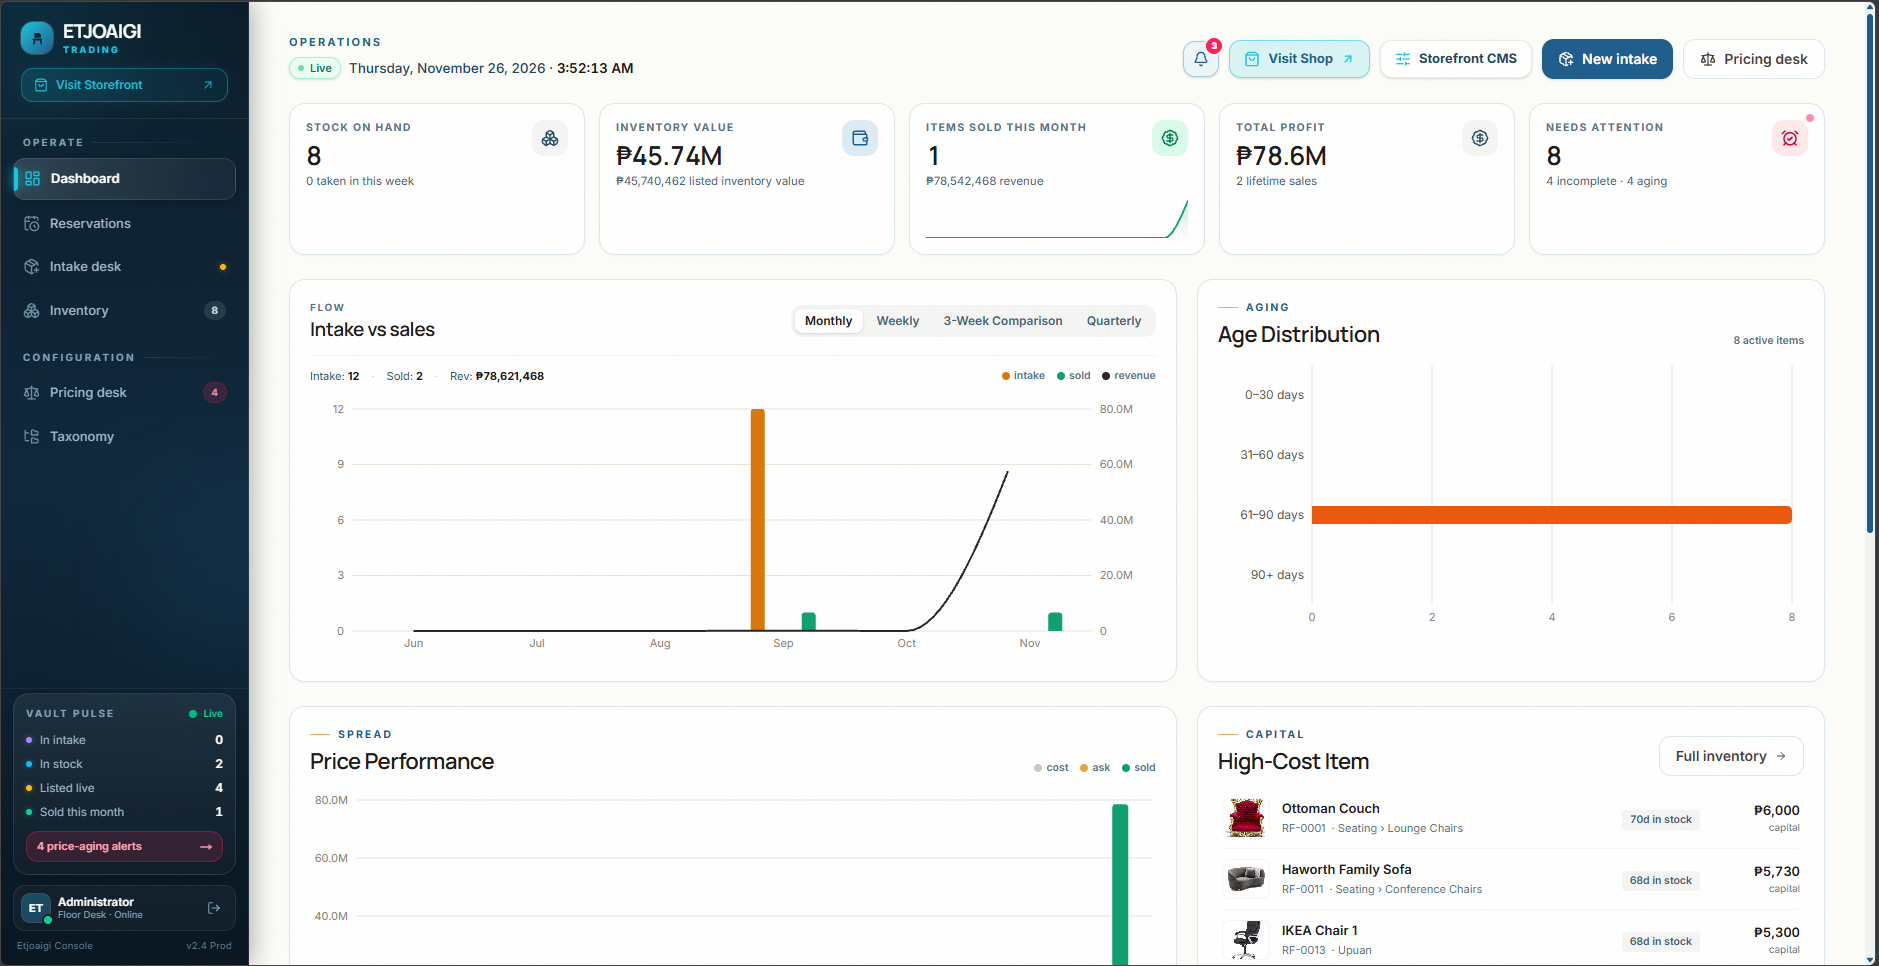 ETJOAIGI
TRADING
Visit Storefront
OPERATE
Dashboard
Reservations
Intake desk
Inventory 8
CONFIGURATION
Pricing desk 4
Taxonomy
VAULT PULSE Live
In intake 0
In stock 2
Listed live 4
Sold this month 1
4 price-aging alerts →
ET Administrator
Floor Desk · Online
Etjoaigi Console v2.4 Prod
OPERATIONS
Live Thursday, November 26, 2026 · 3:52:13 AM
3
Visit Shop
Storefront CMS
New intake
Pricing desk
STOCK ON HAND
8
0 taken in this week
INVENTORY VALUE
₱45.74M
₱45,740,462 listed inventory value
ITEMS SOLD THIS MONTH
1
₱78,542,468 revenue
TOTAL PROFIT
₱78.6M
2 lifetime sales
NEEDS ATTENTION
8
4 incomplete · 4 aging
FLOW
Intake vs sales
Monthly Weekly 3-Week Comparison Quarterly
Intake: 12 · Sold: 2 · Rev: ₱78,621,468
intake sold revenue
12 80.0M
9 60.0M
6 40.0M
3 20.0M
0 0
Jun Jul Aug Sep Oct Nov
AGING
Age Distribution
8 active items
0–30 days
31–60 days
61–90 days
90+ days
0 2 4 6 8
SPREAD
Price Performance
cost ask sold
80.0M
60.0M
40.0M
CAPITAL
High-Cost Item
Full inventory →
Ottoman Couch
RF-0001 · Seating › Lounge Chairs
70d in stock
₱6,000
capital
Haworth Family Sofa
RF-0011 · Seating › Conference Chairs
68d in stock
₱5,730
capital
IKEA Chair 1
RF-0013 · Upuan
68d in stock
₱5,300
capital